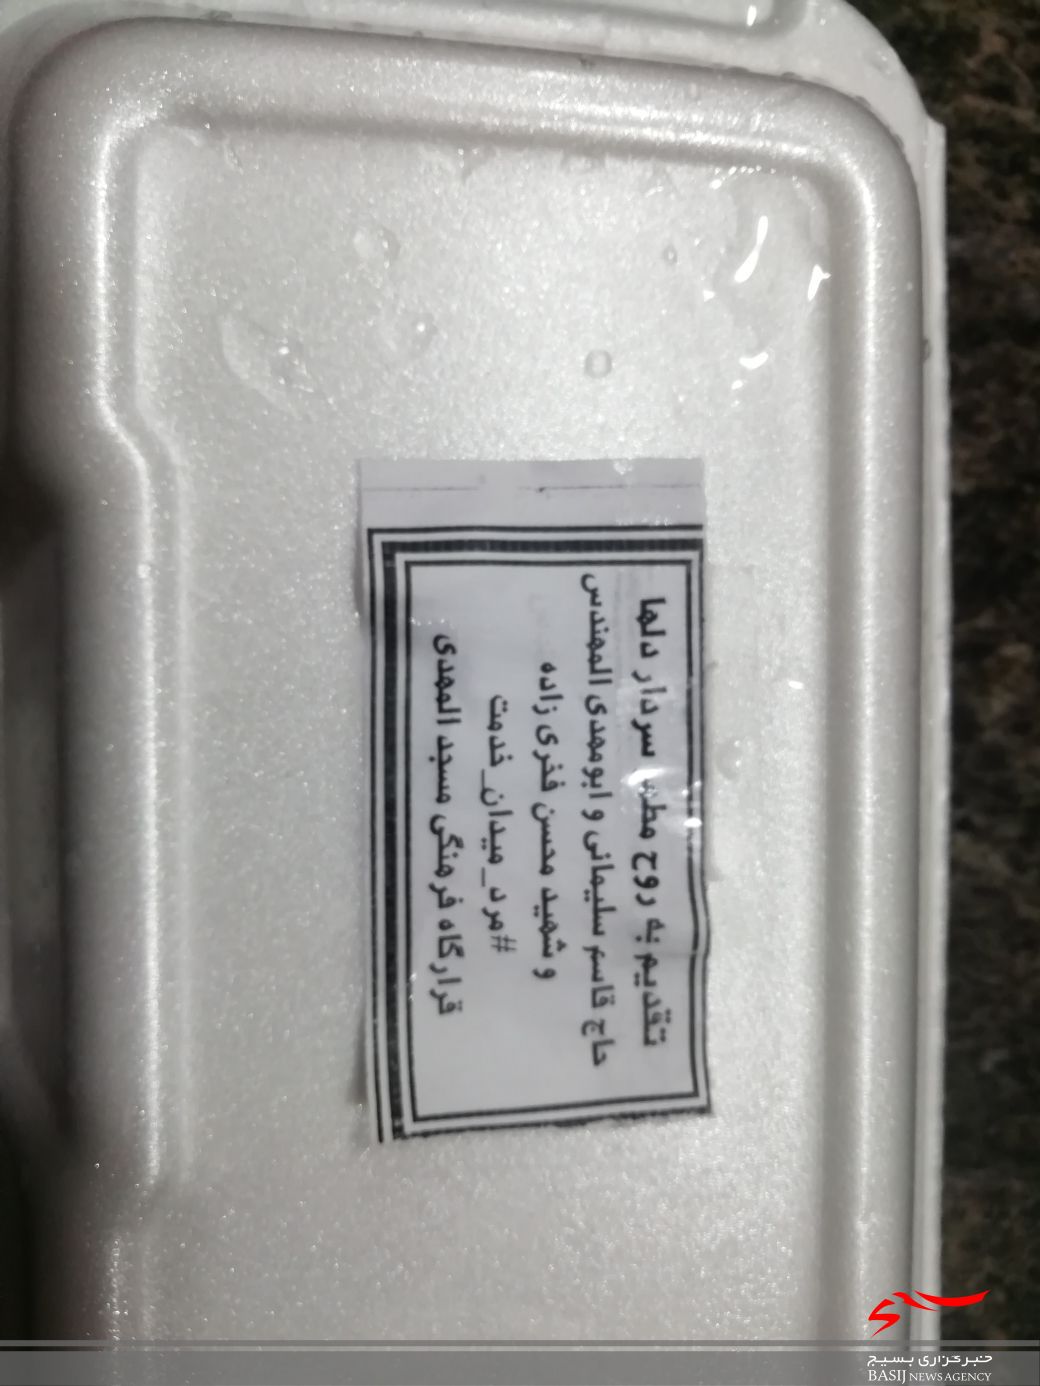 تقدیم به روح مطهر سردار دلها
حاج قاسم سلیمانی و ابومهدی المهندس
و شهید محسن فخری زاده
#مرد_میدان_خدمت
قرارگاه فرهنگی مسجد المهدی
خبرگزاری بسیج
BASIJ NEWS AGENCY